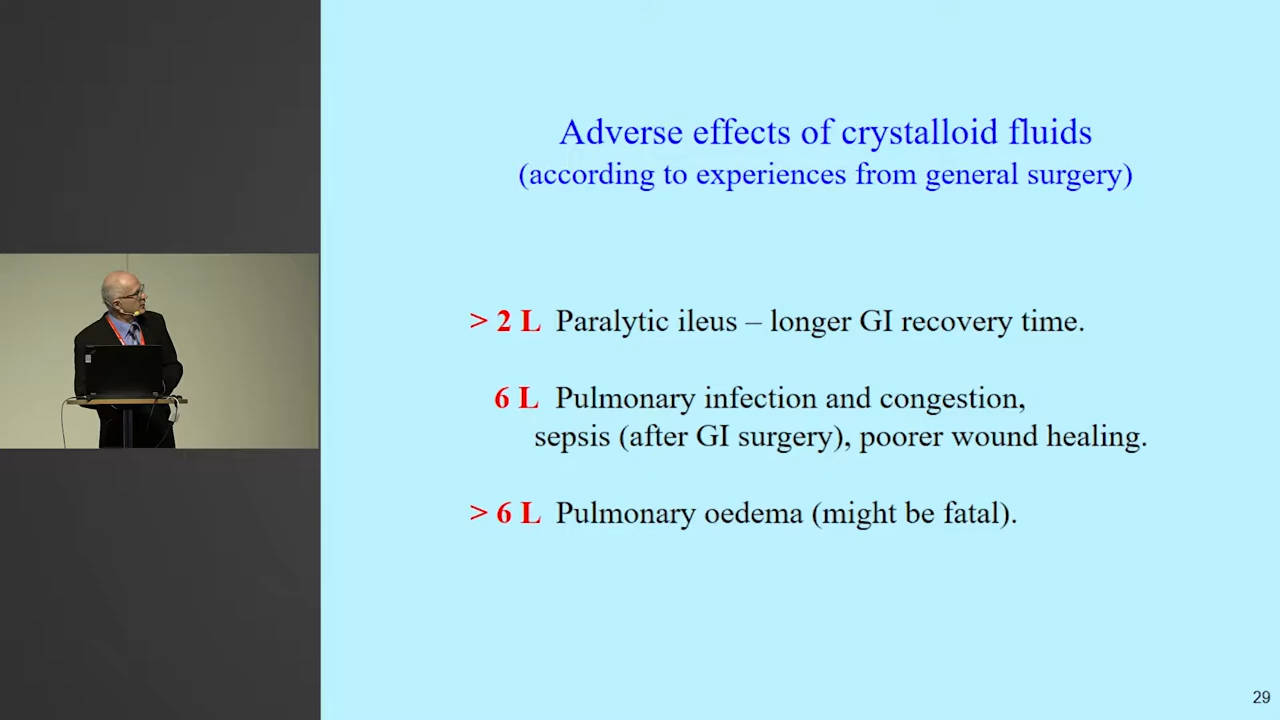 Adverse effects of crystalloid fluids
(according to experiences from general surgery)
> 2 L Paralytic ileus – longer GI recovery time.
6 L Pulmonary infection and congestion,
sepsis (after GI surgery), poorer wound healing.
> 6 L Pulmonary oedema (might be fatal).
29